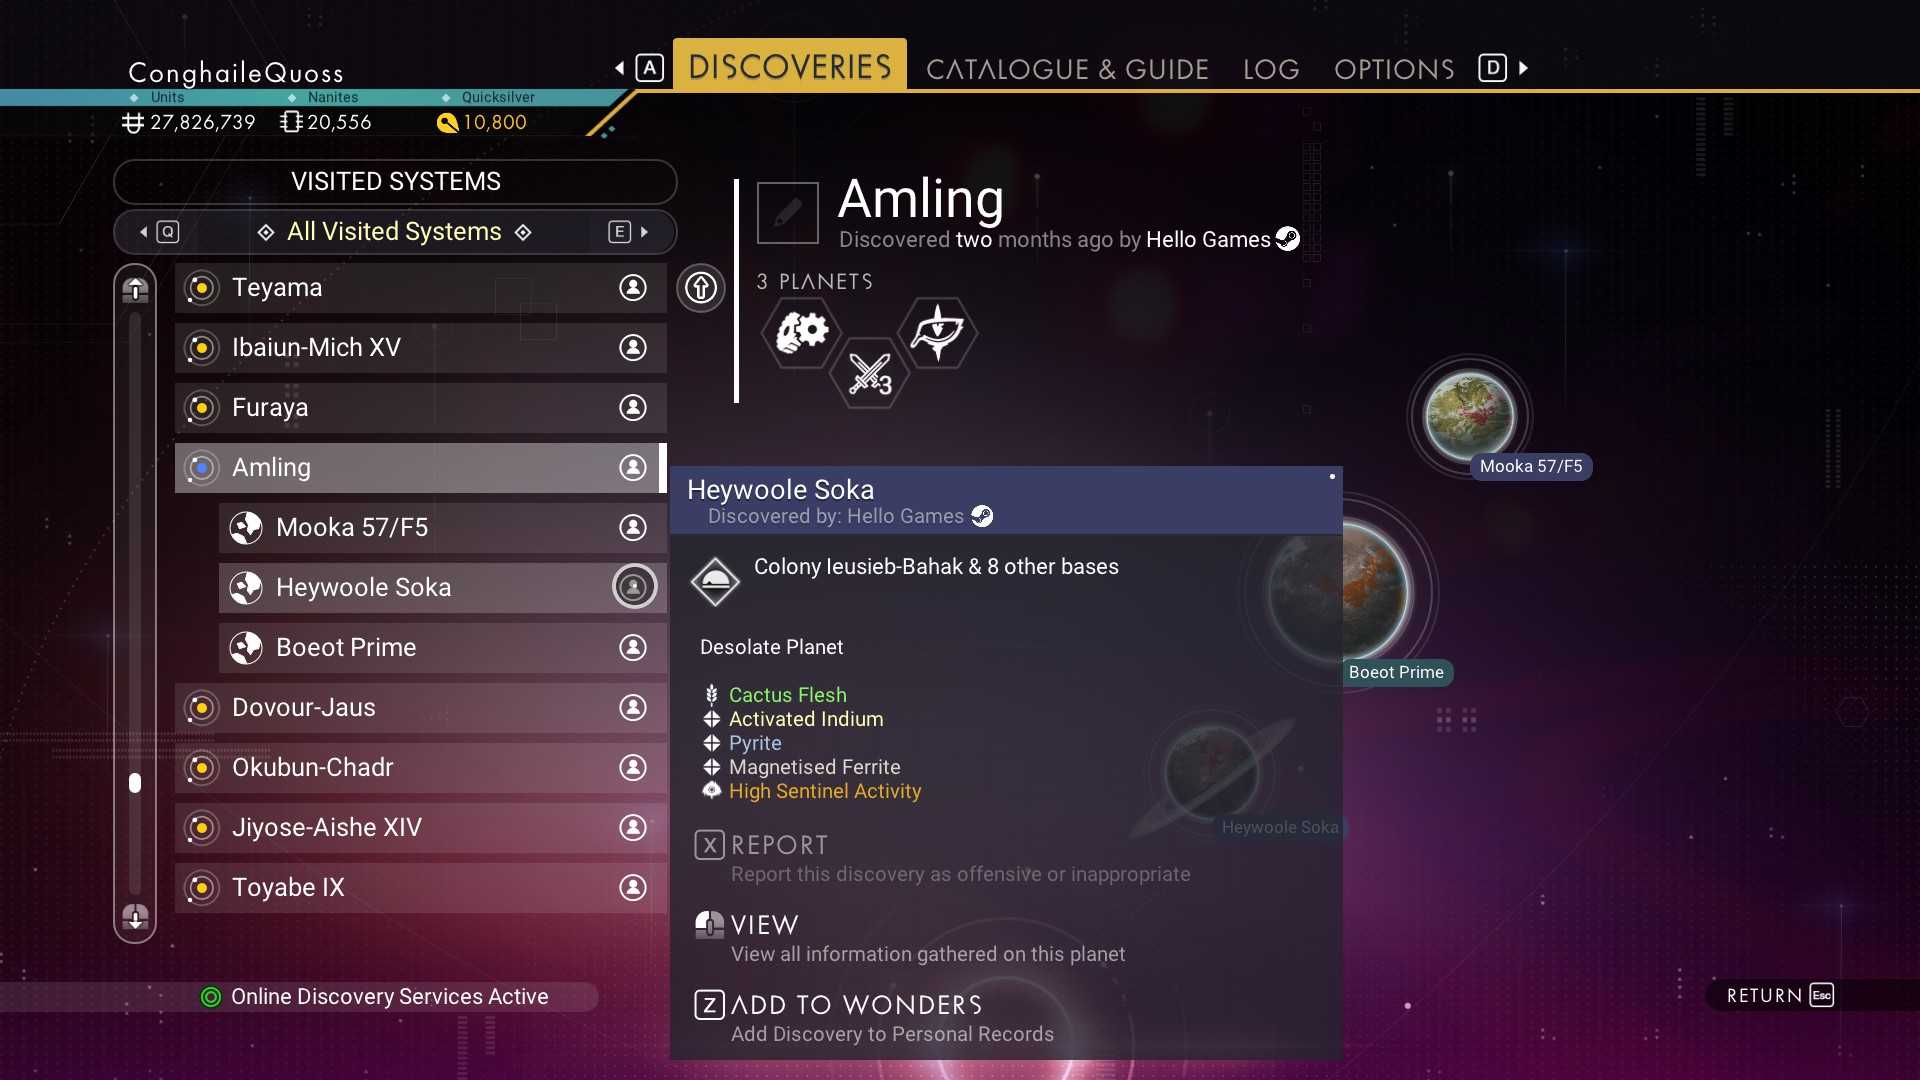 ConghaileQuoss
A DISCOVERIES CATALOGUE & GUIDE LOG OPTIONS D
Units Nanites Quicksilver
27,826,739 20,556 10,800
VISITED SYSTEMS
Q All Visited Systems E
Teyama
Ibaiun-Mich XV
Furaya
Amling
Mooka 57/F5
Heywoole Soka
Boeot Prime
Dovour-Jaus
Okubun-Chadr
Jiyose-Aishe XIV
Toyabe IX
Online Discovery Services Active
Amling
Discovered two months ago by Hello Games
3 PLANETS
3
Heywoole Soka
Discovered by: Hello Games
Colony Ieusieb-Bahak & 8 other bases
Desolate Planet
Cactus Flesh
Activated Indium
Pyrite
Magnetised Ferrite
High Sentinel Activity
X REPORT
Report this discovery as offensive or inappropriate
VIEW
View all information gathered on this planet
Z ADD TO WONDERS
Add Discovery to Personal Records
Mooka 57/F5
Boeot Prime
Heywoole Soka
RETURN Esc